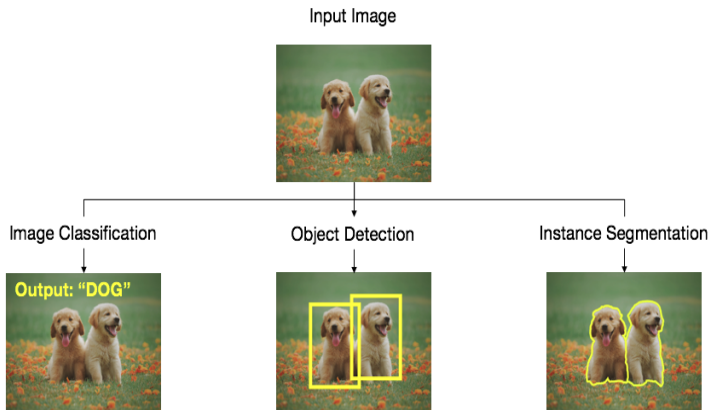 Input Image
Image Classification
Object Detection
Instance Segmentation
Output: “DOG”